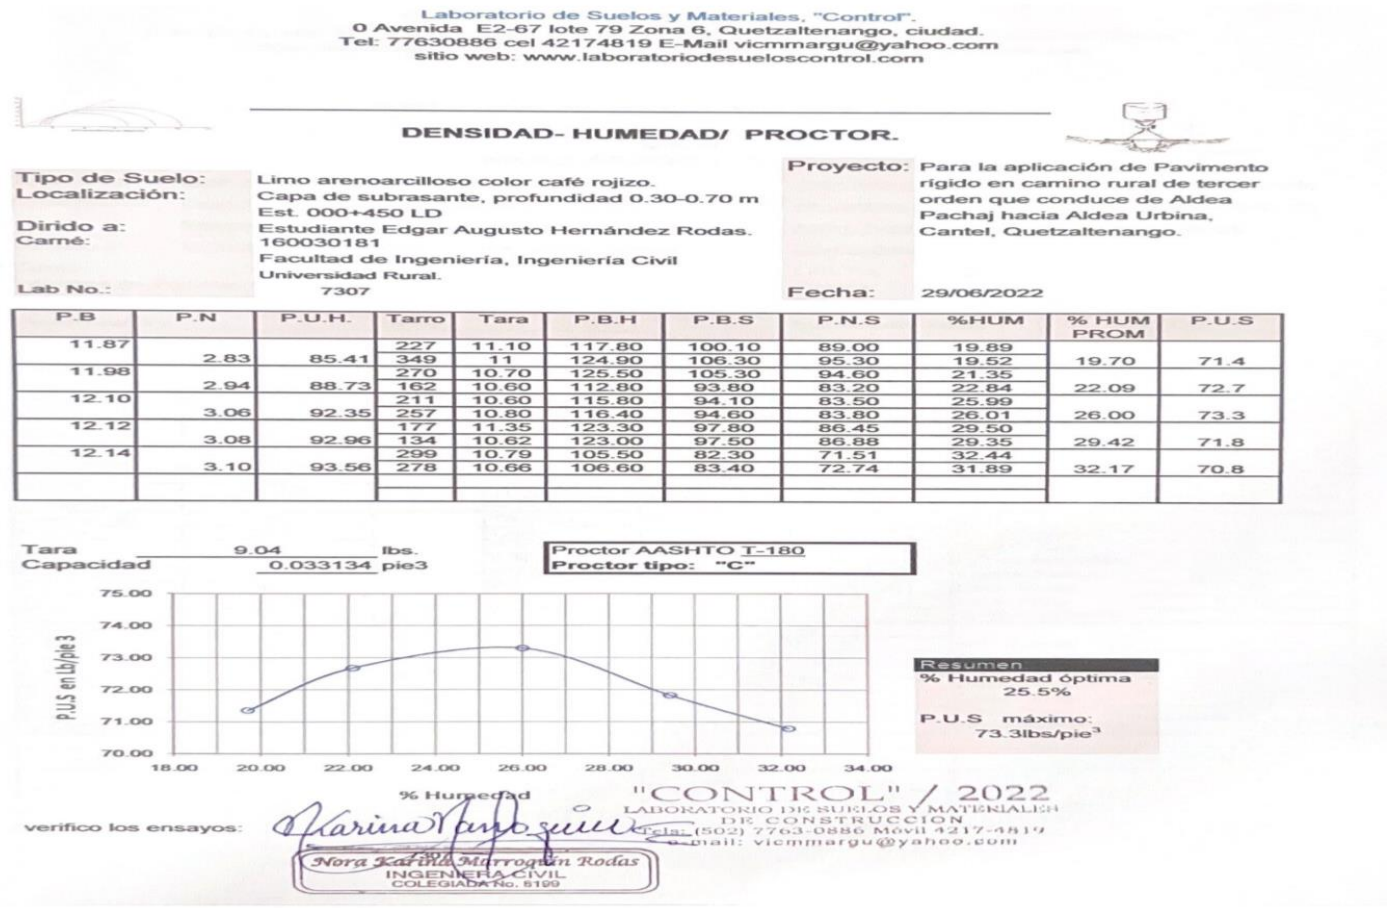 Laboratorio de Suelos y Materiales, "Control".
0 Avenida E2-67 lote 79 Zona 6, Quetzaltenango, ciudad.
Tel: 77630886 cel 42174819 E-Mail vicmmargu@yahoo.com
sitio web: www.laboratoriodesueloscontrol.com
DENSIDAD- HUMEDAD/ PROCTOR.
Tipo de Suelo: Limo arenoarcilloso color café rojizo.
Localización: Capa de subrasante, profundidad 0.30-0.70 m
Est. 000+450 LD
Dirido a: Estudiante Edgar Augusto Hernández Rodas.
Carné: 160030181
Facultad de Ingeniería, Ingeniería Civil
Universidad Rural.
Lab No.: 7307
Proyecto: Para la aplicación de Pavimento
rígido en camino rural de tercer
orden que conduce de Aldea
Pachaj hacia Aldea Urbina,
Cantel, Quetzaltenango.
Fecha: 29/06/2022
P.B P.N P.U.H. Tarro Tara P.B.H P.B.S P.N.S %HUM % HUM PROM P.U.S
11.87 227 11.10 117.80 100.10 89.00 19.89
2.83 85.41 349 11 124.90 106.30 95.30 19.52 19.70 71.4
11.98 270 10.70 125.50 105.30 94.60 21.35
2.94 88.73 162 10.60 112.80 93.80 83.20 22.84 22.09 72.7
12.10 211 10.60 115.80 94.10 83.50 25.99
3.06 92.35 257 10.80 116.40 94.60 83.80 26.01 26.00 73.3
12.12 177 11.35 123.30 97.80 86.45 29.50
3.08 92.96 134 10.62 123.00 97.50 86.88 29.35 29.42 71.8
12.14 299 10.79 105.50 82.30 71.51 32.44
3.10 93.56 278 10.66 106.60 83.40 72.74 31.89 32.17 70.8
Tara 9.04 lbs.
Capacidad 0.033134 pie3
Proctor AASHTO T-180
Proctor tipo: "C"
75.00
74.00
73.00
72.00
71.00
70.00
P.U.S en Lb/pie3
18.00 20.00 22.00 24.00 26.00 28.00 30.00 32.00 34.00
% Humedad
Resumen
% Humedad óptima
25.5%
P.U.S máximo:
73.3lbs/pie³
"CONTROL" / 2022
LABORATORIO DE SUELOS Y MATERIALES
DE CONSTRUCCION
Tels: (502) 7763-0886 Móvil 4217-4819
e-mail: vicmmargu@yahoo.com
verifico los ensayos:
Nora Karina Marroquín Rodas
INGENIERA CIVIL
COLEGIADA No. 6199